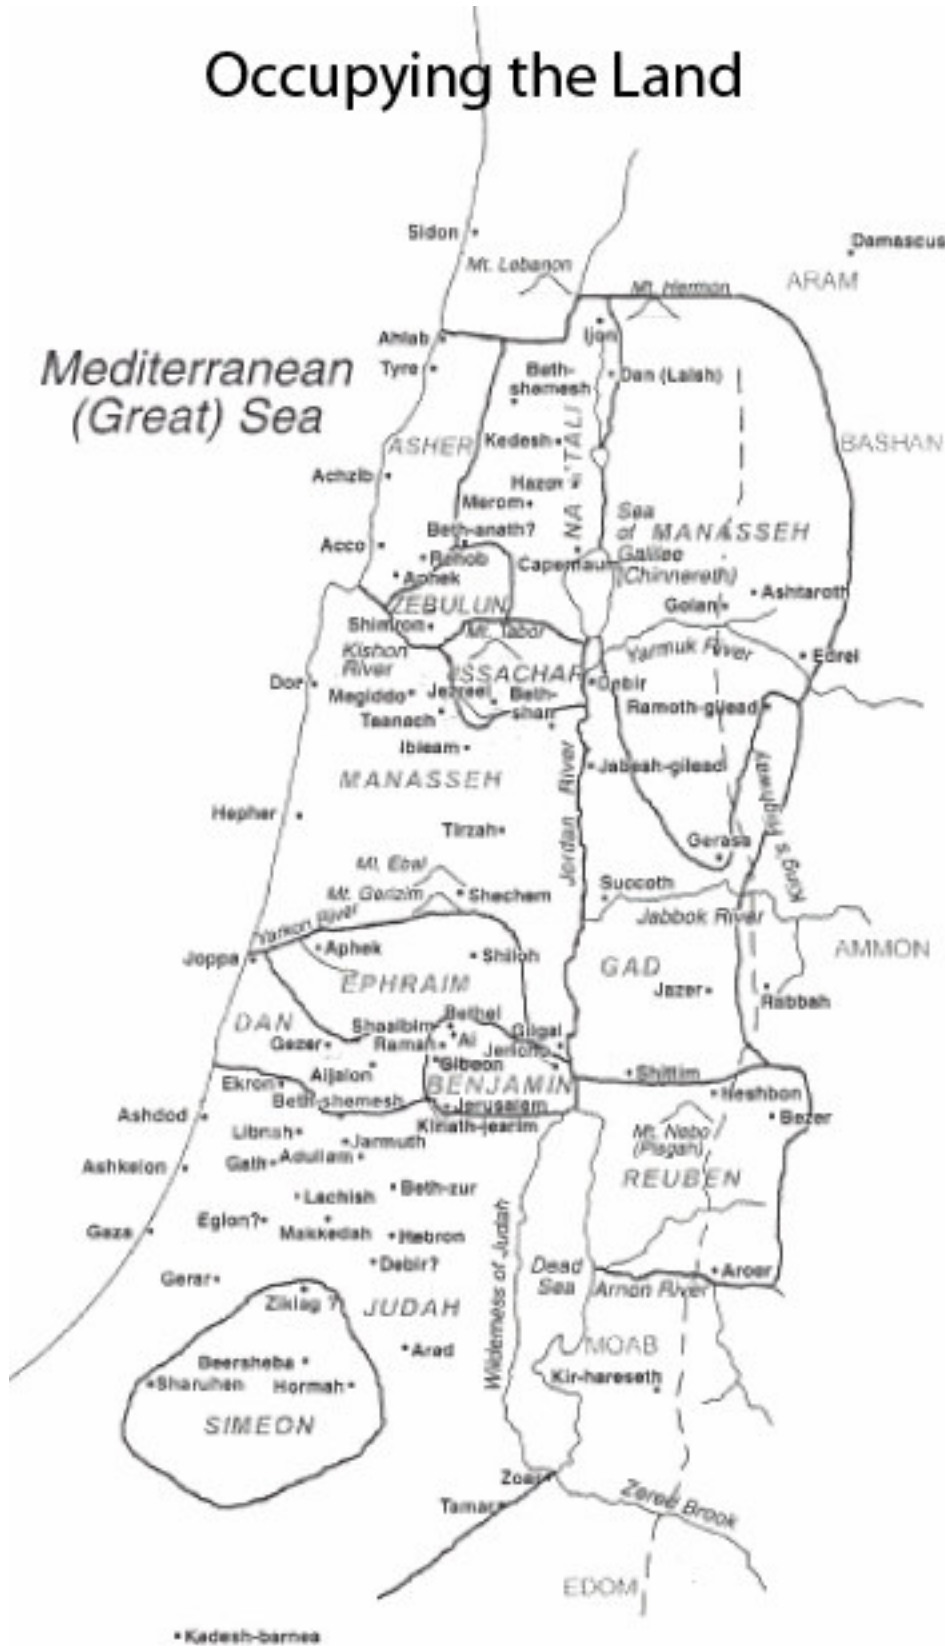 Occupying the Land
Sidon
Damascus
Mt. Lebanon
ARAM
Mt. Hermon
Ahlab
Ijon
Mediterranean
(Great) Sea
Tyre
Beth-
shemesh
Dan (Laish)
ASHER
Kedesh
BASHAN
NAPHTALI
Achzib
Hazor
Merom
Sea
of
Galilee
(Chinnereth)
MANASSEH
Beth-anath?
Acco
Rehob
Capernaum
Aphek
Ashtaroth
ZEBULUN
Golan
Shimron
Mt. Tabor
Kishon
River
Yarmuk River
Edrei
ISSACHAR
Dor
Debir
Megiddo
Jezreel
Beth-
shan
Ramoth-gilead
Taanach
Ibleam
Jabesh-gilead
MANASSEH
Jordan River
King's Highway
Hepher
Tirzah
Gerasa
Mt. Ebal
Succoth
Mt. Gerizim
Shechem
Jabbok River
Yarkon River
Aphek
AMMON
Joppa
Shiloh
GAD
EPHRAIM
Jazer
Rabbah
DAN
Bethel
Shaalbim
Gilgal
Gezer
Ramah
Ai
Jericho
Gibeon
Aijalon
Shittim
Ekron
BENJAMIN
Heshbon
Beth-shemesh
Jerusalem
Ashdod
Bezer
Kiriath-jearim
Libnah
Mt. Nebo
(Pisgah)
Jarmuth
Gath
Adullam
Ashkelon
REUBEN
Beth-zur
Lachish
Eglon?
Gaza
Makkedah
Hebron
Wilderness of Judah
Debir?
Dead
Sea
Aroer
Gerar
Arnon River
Ziklag ?
JUDAH
MOAB
Arad
Beersheba
Kir-hareseth
Sharuhen
Hormah
SIMEON
Zoar
Zered Brook
Tamar
EDOM
Kadesh-barnea